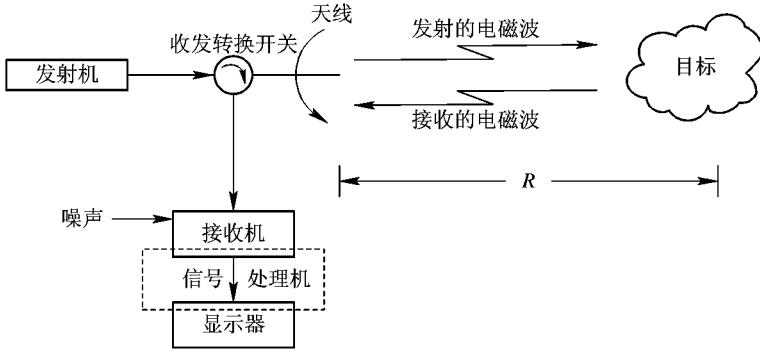 天线
收发转换开关
发射的电磁波
发射机
目标
接收的电磁波
R
噪声
接收机
信号 处理机
显示器